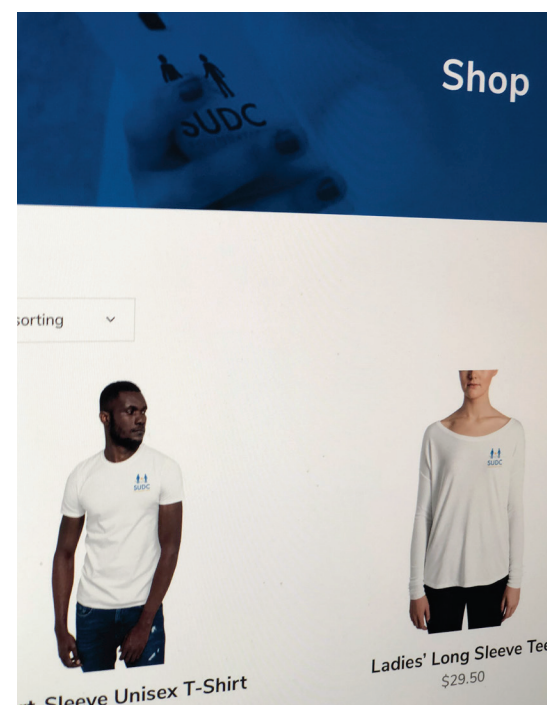 Shop
SUDC
sorting
SUDC
SUDC
Sleeve Unisex T-Shirt
Ladies' Long Sleeve Tee
$29.50